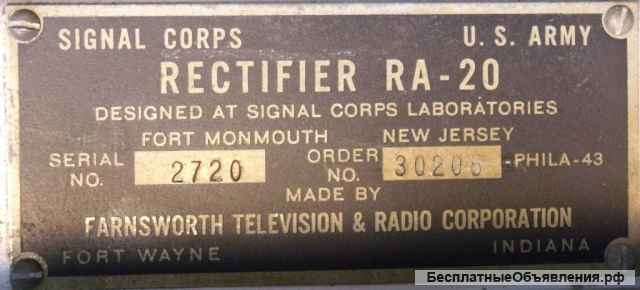 SIGNAL CORPS U. S. ARMY
RECTIFIER RA-20
DESIGNED AT SIGNAL CORPS LABORATORIES
FORT MONMOUTH NEW JERSEY
SERIAL NO. 2720 ORDER NO. 30206 -PHILA-43
MADE BY
FARNSWORTH TELEVISION & RADIO CORPORATION
FORT WAYNE INDIANA
БесплатныеОбъявления.рф